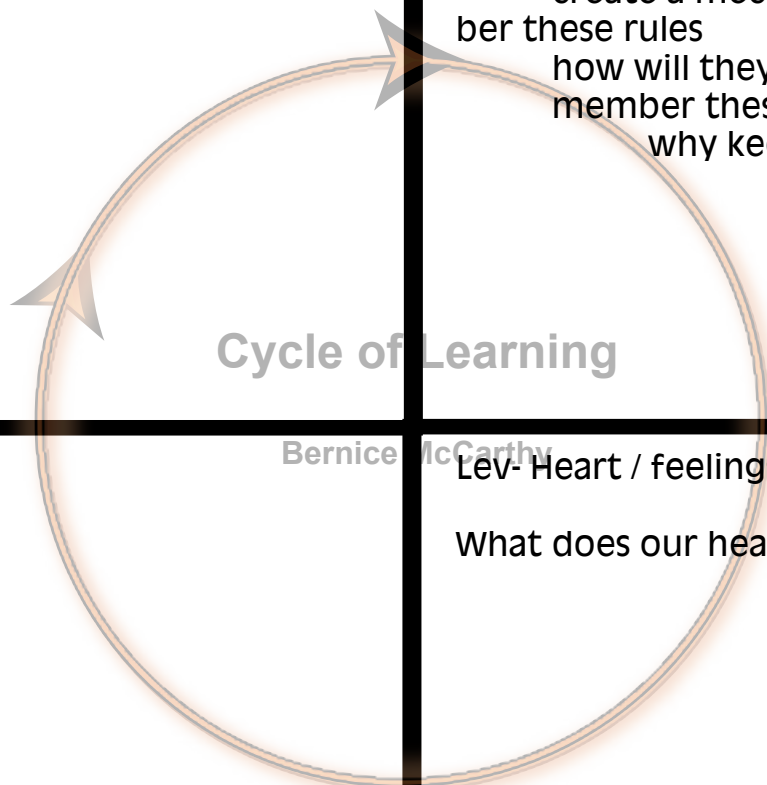 ber these rules
how will they
member thes
why ke
Cycle of Learning
Bernice McCarthy
Lev- Heart / feeling
What does our hea